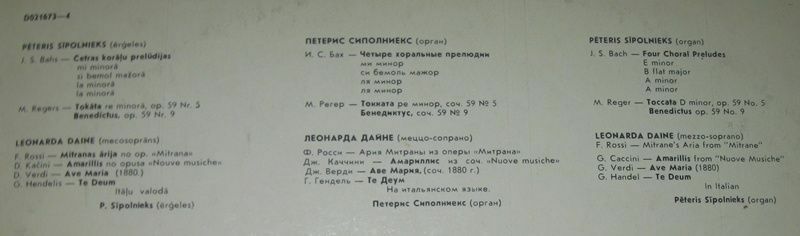 D021673—4
PĒTERIS SĪPOLNIEKS (ērģeles)
J. S. Bahs — Četras korāļu prelūdijas
mi minorā
si bemol mažorā
la minorā
la minorā
M. Regers — Tokāta re minorā, op. 59 Nr. 5
Benedictus, op. 59 Nr. 9
LEONARDA DAINE (mecosoprāns)
F. Rossi — Mitranas ārija no op. «Mitrana»
D. Kačini — Amarillis no opusa «Nuove musiche»
D. Verdi — Ave Maria (1880.)
G. Hendelis — Te Deum
Itāļu valodā
P. Sīpolnieks (ērģeles)
ПЕТЕРИС СИПОЛНИЕКС (орган)
И. С. Бах — Четыре хоральные прелюдии
ми минор
си бемоль мажор
ля минор
ля минор
М. Регер — Токката ре минор, соч. 59 № 5
Бенедиктус, соч. 59 № 9
ЛЕОНАРДА ДАЙНЕ (меццо-сопрано)
Ф. Росси — Ария Митраны из оперы «Митрана»
Дж. Каччини — Амариллис из соч. «Nuove musiche»
Дж. Верди — Аве Мария, (соч. 1880 г.)
Г. Гендель — Те Деум
На итальянском языке.
Петерис Сиполниекс (орган)
PĒTERIS SĪPOLNIEKS (organ)
J. S. Bach — Four Choral Preludes
E minor
B flat major
A minor
A minor
M. Reger — Toccata D minor, op. 59 No. 5
Benedictus op. 59 No. 9
LEONARDA DAINE (mezzo-soprano)
F. Rossi — Mitrane's Aria from "Mitrane"
G. Caccini — Amarillis from "Nuove Musiche"
G. Verdi — Ave Maria (1880)
G. Handel — Te Deum
In Italian
Pēteris Sīpolnieks (organ)